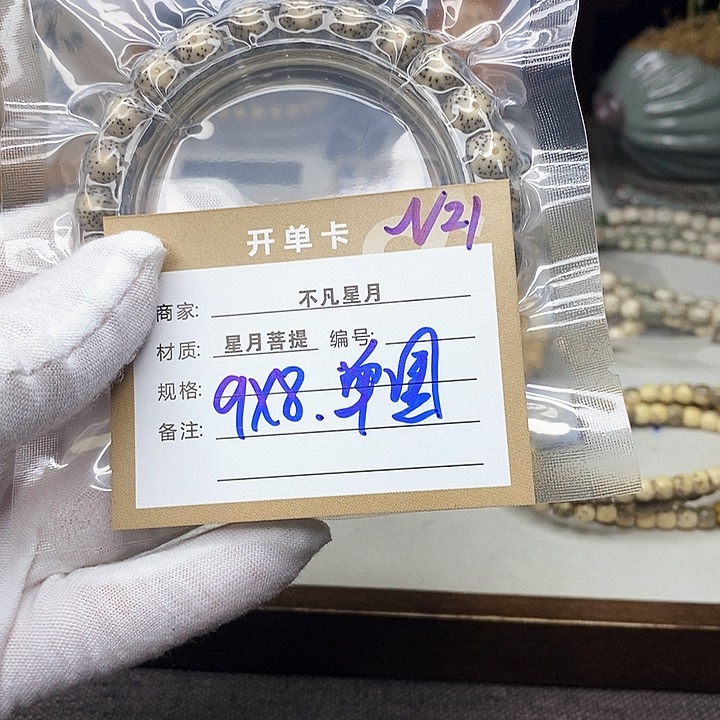 N21
开单卡
商家: 不凡星月
材质: 星月菩提 编号:
规格: 9X8.单圈
备注: